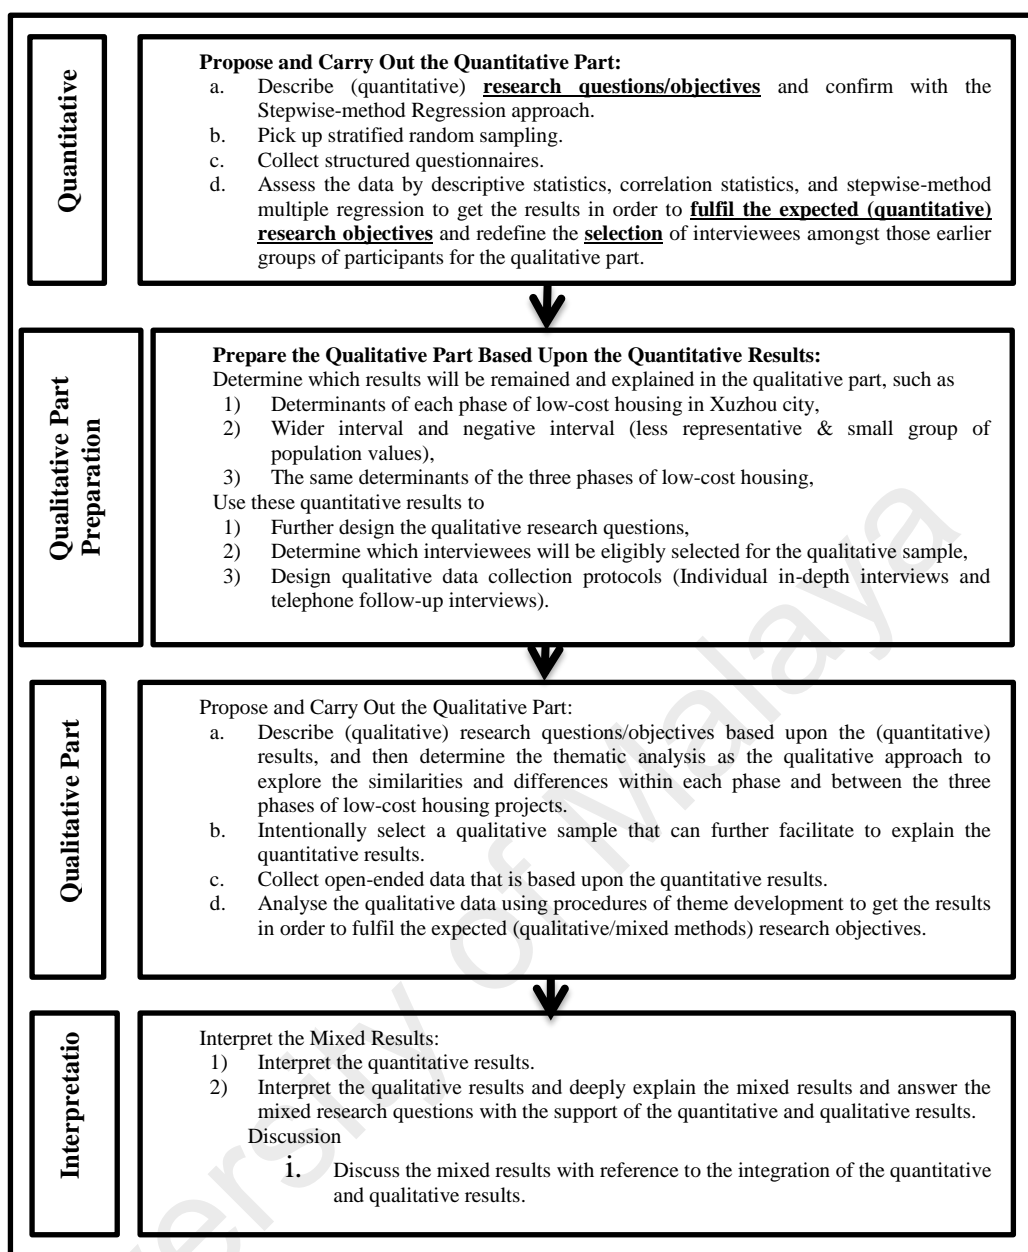 Quantitative
Propose and Carry Out the Quantitative Part:
a. Describe (quantitative) research questions/objectives and confirm with the
Stepwise-method Regression approach.
b. Pick up stratified random sampling.
c. Collect structured questionnaires.
d. Assess the data by descriptive statistics, correlation statistics, and stepwise-method
multiple regression to get the results in order to fulfil the expected (quantitative)
research objectives and redefine the selection of interviewees amongst those earlier
groups of participants for the qualitative part.
Qualitative Part
Preparation
Prepare the Qualitative Part Based Upon the Quantitative Results:
Determine which results will be remained and explained in the qualitative part, such as
1) Determinants of each phase of low-cost housing in Xuzhou city,
2) Wider interval and negative interval (less representative & small group of
population values),
3) The same determinants of the three phases of low-cost housing,
Use these quantitative results to
1) Further design the qualitative research questions,
2) Determine which interviewees will be eligibly selected for the qualitative sample,
3) Design qualitative data collection protocols (Individual in-depth interviews and
telephone follow-up interviews).
Qualitative Part
Propose and Carry Out the Qualitative Part:
a. Describe (qualitative) research questions/objectives based upon the (quantitative)
results, and then determine the thematic analysis as the qualitative approach to
explore the similarities and differences within each phase and between the three
phases of low-cost housing projects.
b. Intentionally select a qualitative sample that can further facilitate to explain the
quantitative results.
c. Collect open-ended data that is based upon the quantitative results.
d. Analyse the qualitative data using procedures of theme development to get the results
in order to fulfil the expected (qualitative/mixed methods) research objectives.
Interpretatio
Interpret the Mixed Results:
1) Interpret the quantitative results.
2) Interpret the qualitative results and deeply explain the mixed results and answer the
mixed research questions with the support of the quantitative and qualitative results.
Discussion
i. Discuss the mixed results with reference to the integration of the quantitative
and qualitative results.
ersity of Malaya